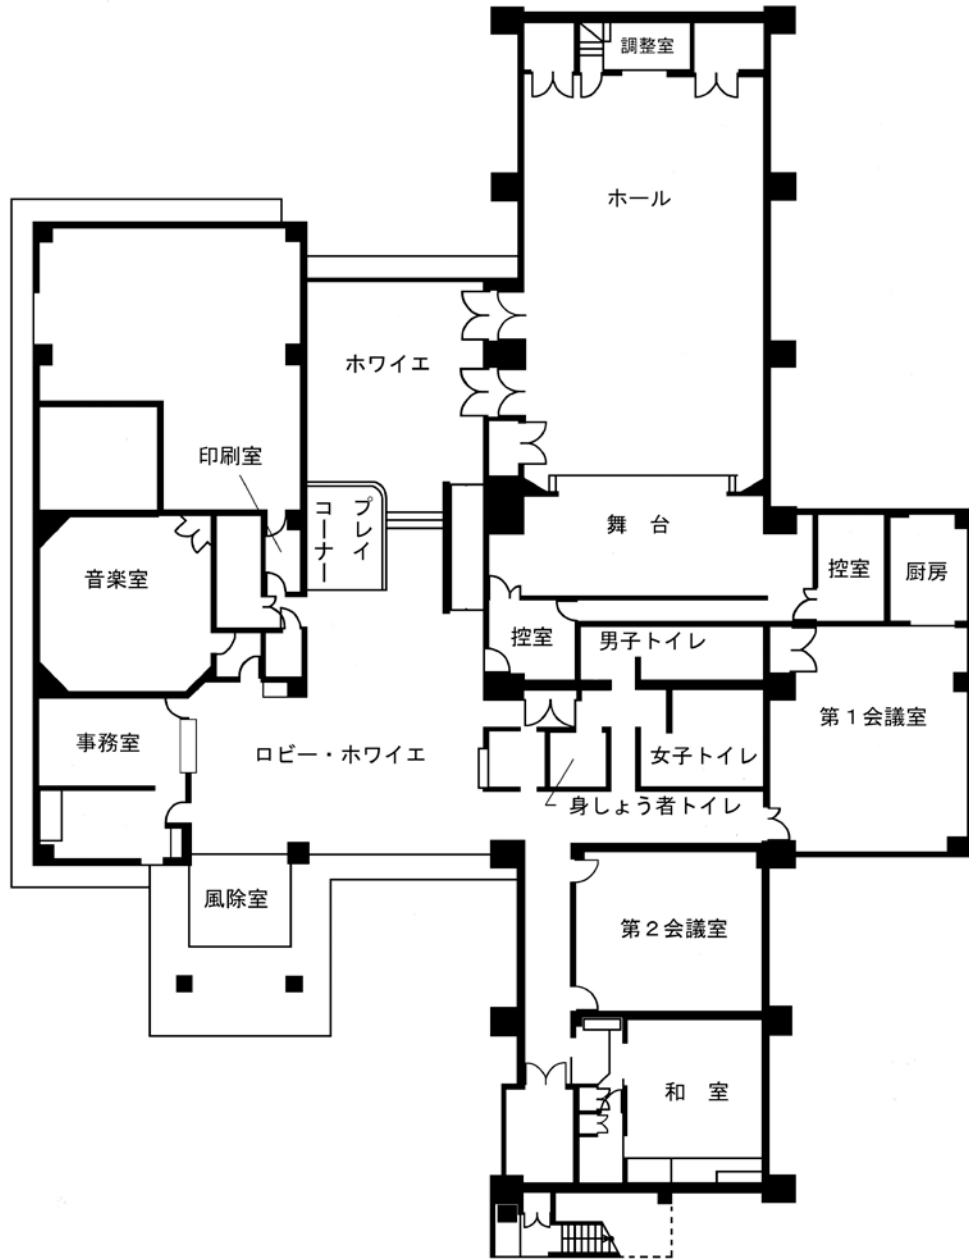 調整室
ホール
ホワイエ
印刷室
プレイ
コーナー
舞 台
音楽室
控室
厨房
控室
男子トイレ
第１会議室
事務室
ロビー・ホワイエ
女子トイレ
身しょう者トイレ
風除室
第２会議室
和 室